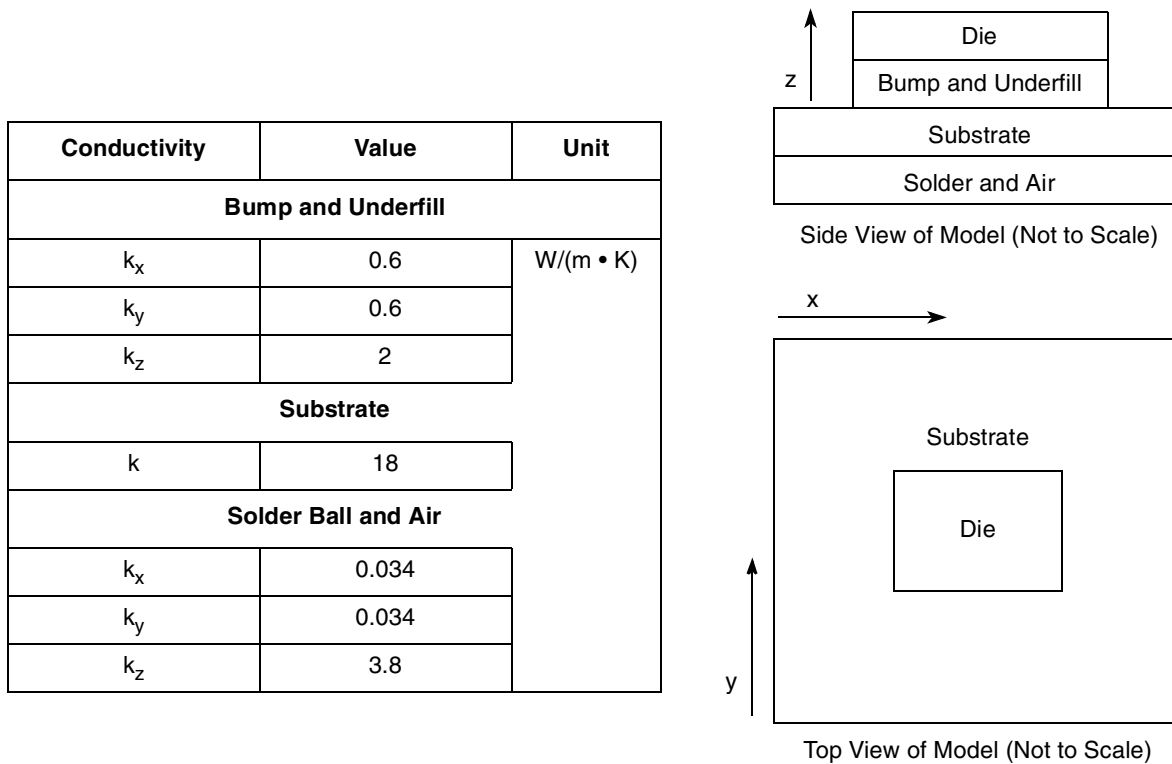 Conductivity Value Unit
Bump and Underfill
kx 0.6 W/(m • K)
ky 0.6
kz 2
Substrate
k 18
Solder Ball and Air
kx 0.034
ky 0.034
kz 3.8
z
Die
Bump and Underfill
Substrate
Solder and Air
Side View of Model (Not to Scale)
x
Substrate
Die
y
Top View of Model (Not to Scale)